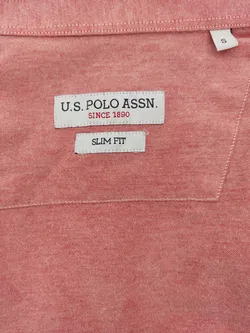 S
U.S. POLO ASSN.
SINCE 1890
SLIM FIT